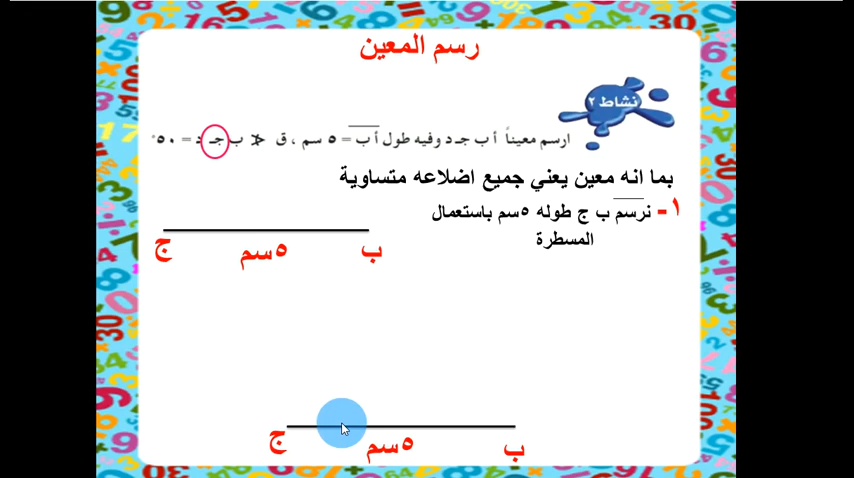 رسم المعين
نشاط ٢
ارسم معيناً أ ب جـ د وفيه طول أ ب = ٥ سم ، ق ∢ ب جـ د = ٥٠°
بما انه معين يعني جميع اضلاعه متساوية
١- نرسم ب ج طوله ٥سم باستعمال
المسطرة
ب ٥سم ج
ب ٥سم ج